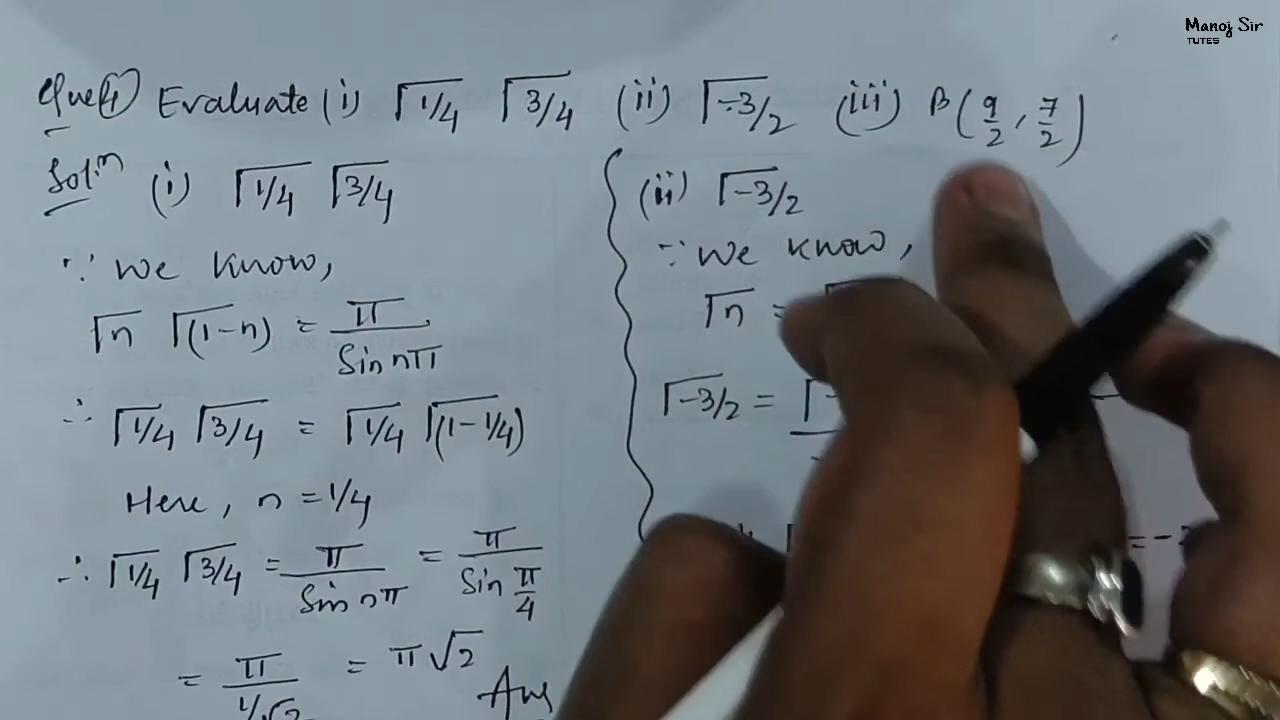 Manoj Sir
TUTES
Que④ Evaluate (i) Γ1/4 Γ3/4 (ii) Γ-3/2 (iii) β(9/2, 7/2)
Solⁿ (i) Γ1/4 Γ3/4
∵ We know,
Γn Γ(1-n) = π/Sin nπ
∴ Γ1/4 Γ3/4 = Γ1/4 Γ(1-1/4)
Here, n = 1/4
∴ Γ1/4 Γ3/4 = π/Sin nπ = π/Sin π/4
= π/1/√2 = π√2 Ans
(ii) Γ-3/2
∵ We know,
Γn =
Γ-3/2 =
= -